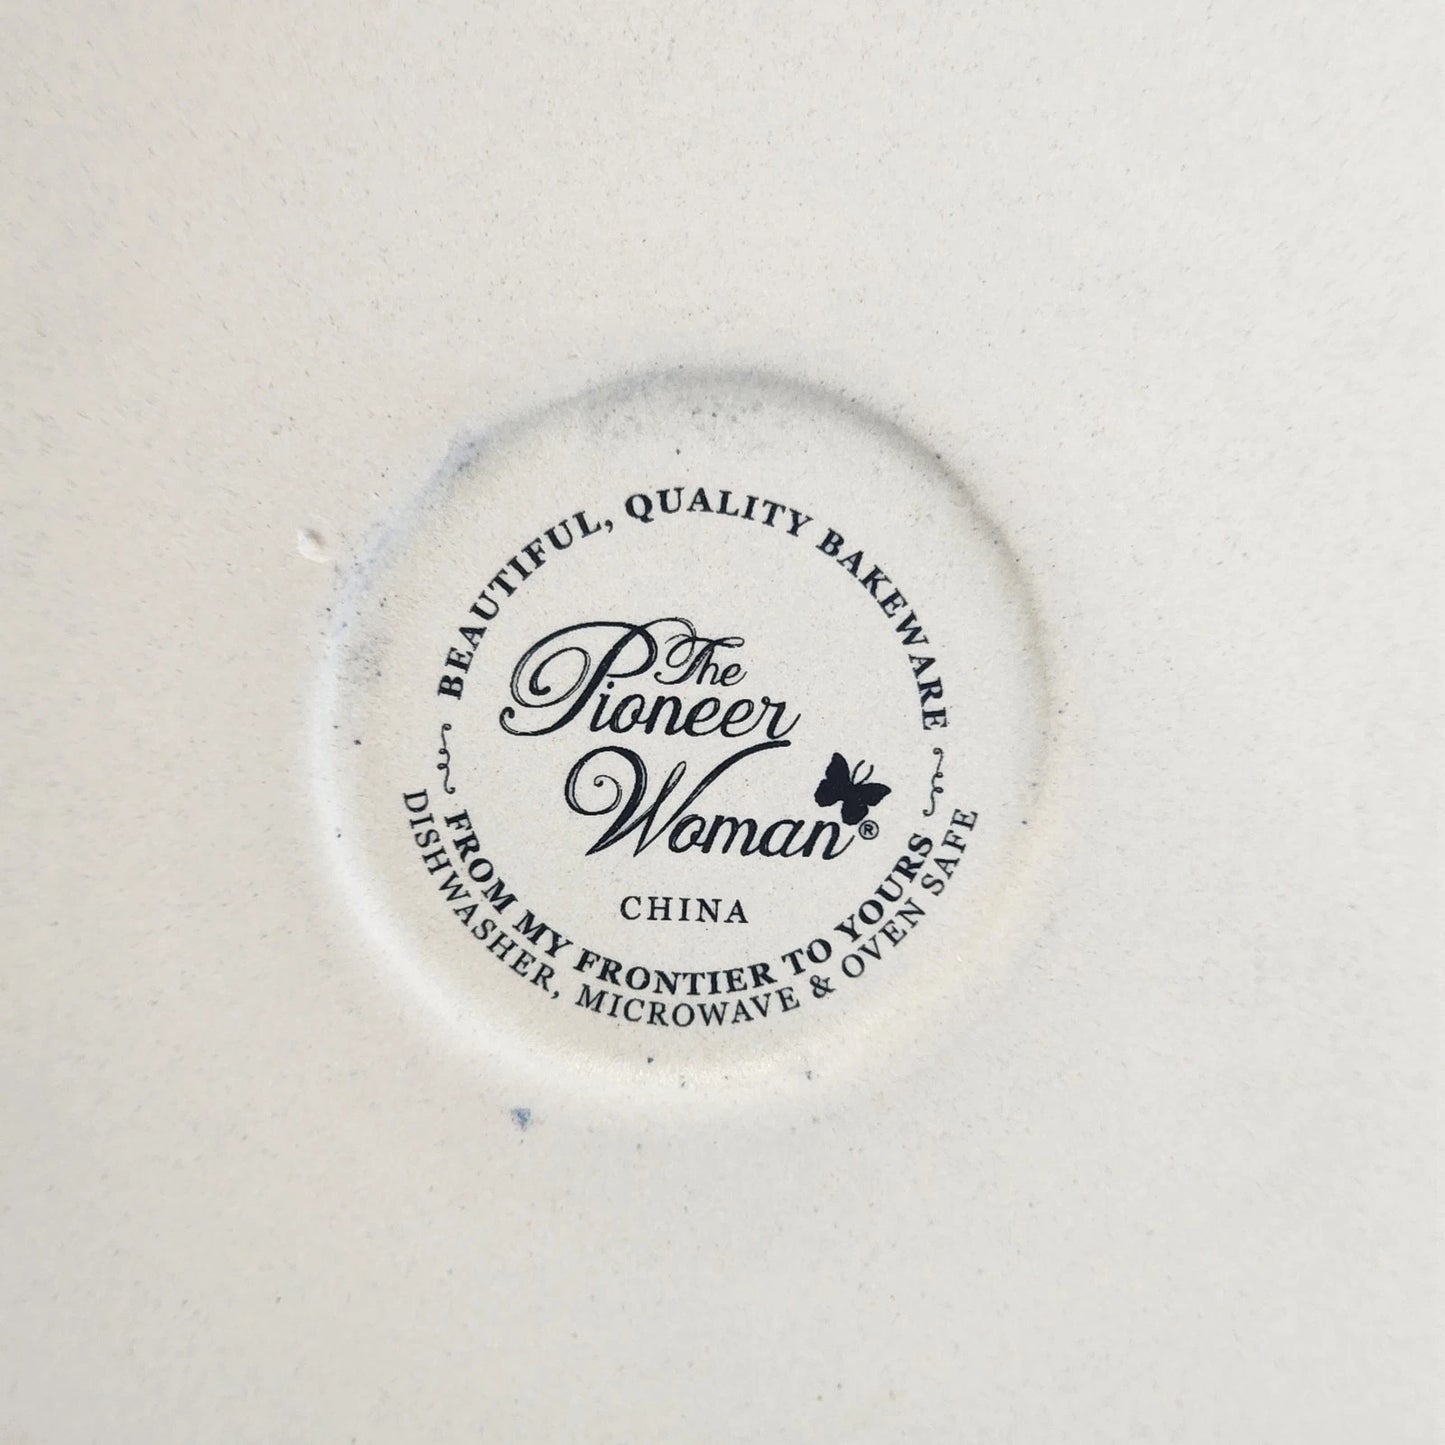 BEAUTIFUL, QUALITY BAKEWARE
The
Pioneer
Woman®
CHINA
FROM MY FRONTIER TO YOURS
DISHWASHER, MICROWAVE & OVEN SAFE